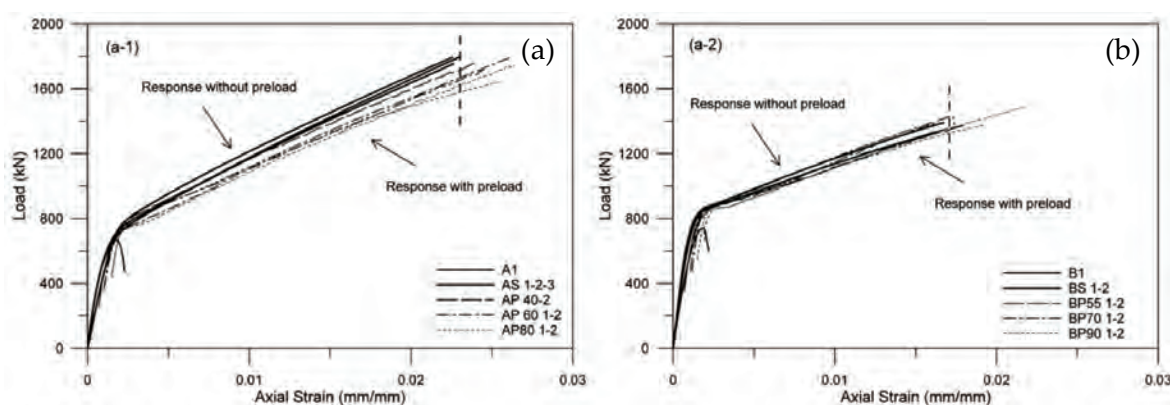 (a-1)
(a)
Response without preload
Response with preload
Load (kN)
2000
1600
1200
800
400
0
0
0.01
0.02
0.03
Axial Strain (mm/mm)
A1
AS 1-2-3
AP 40-2
AP 60 1-2
AP80 1-2
(a-2)
(b)
Response without preload
Response with preload
Load (kN)
2000
1600
1200
800
400
0
0
0.01
0.02
0.03
Axial Strain (mm/mm)
B1
BS 1-2
BP55 1-2
BP70 1-2
BP90 1-2